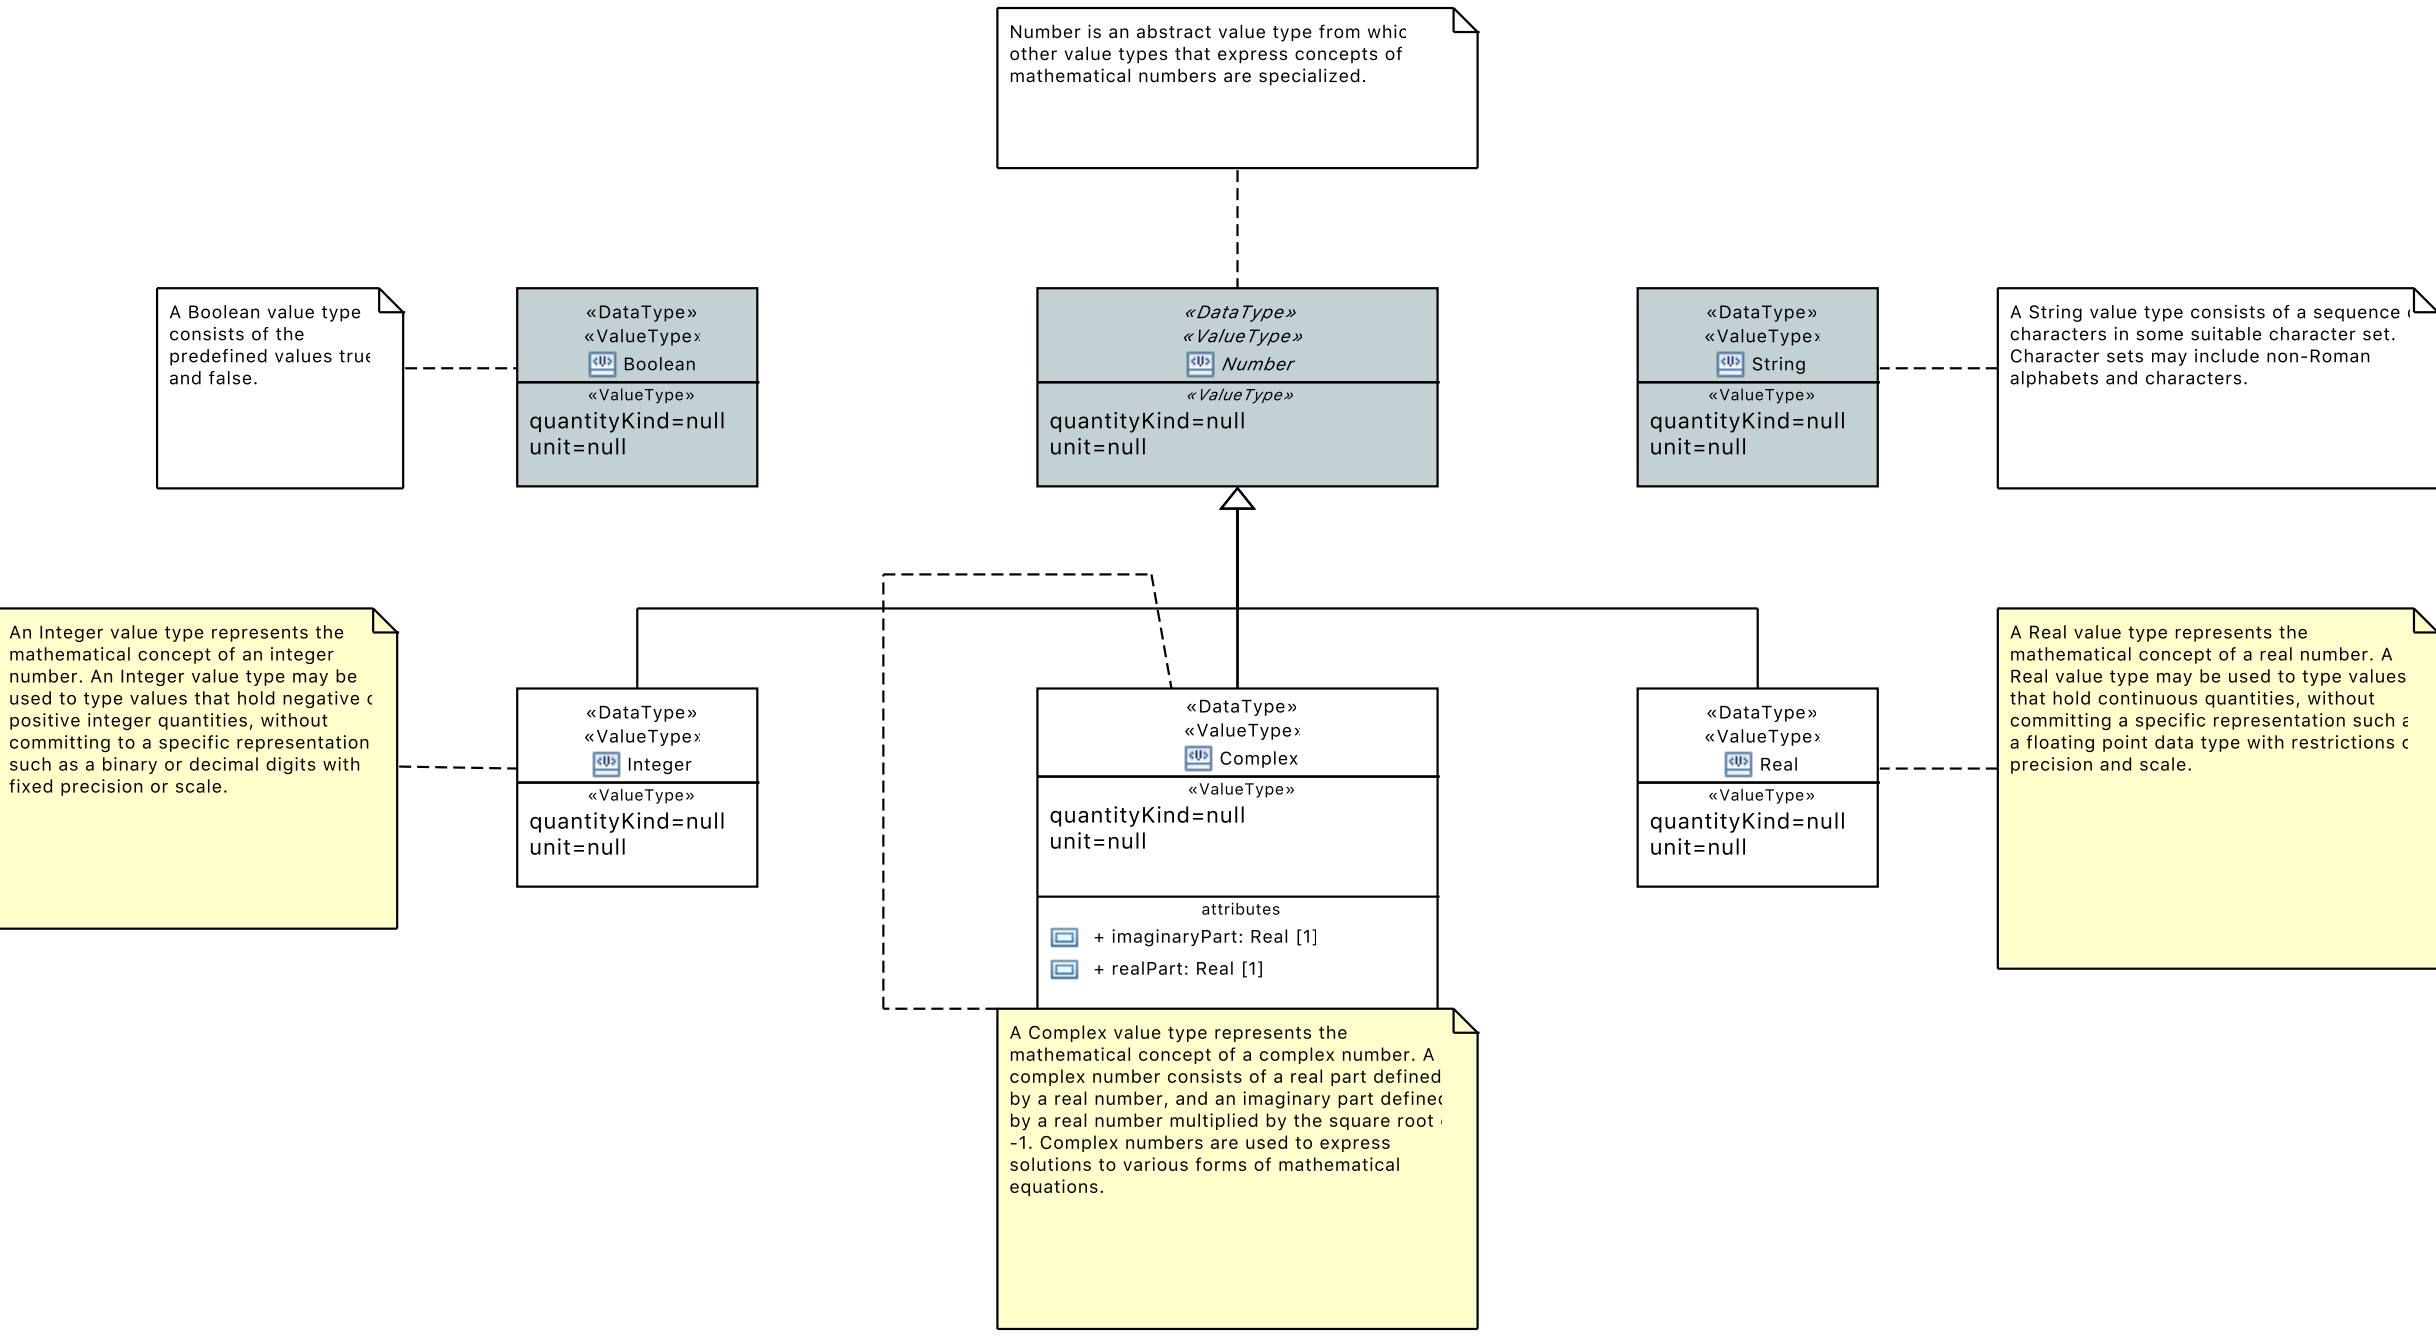 Number is an abstract value type from
other value types that express concepts of
mathematical numbers are specialized.
A Boolean value type
consists of the
predefined values true
and false.
«DataType»
«ValueType»
Boolean
«ValueType»
quantityKind=null
unit=null
«DataType»
«ValueType»
Number
«ValueType»
quantityKind=null
unit=null
«DataType»
«ValueType»
String
«ValueType»
quantityKind=null
unit=null
A String value type consists of a sequence
characters in some suitable character set.
Character sets may include non-Roman
alphabets and characters.
An Integer value type represents the
mathematical concept of an integer
number. An Integer value type may be
used to type values that hold negative
positive integer quantities, without
committing to a specific representation
such as a binary or decimal digits with
fixed precision or scale.
«DataType»
«ValueType»
Integer
«ValueType»
quantityKind=null
unit=null
«DataType»
«ValueType»
Complex
«ValueType»
quantityKind=null
unit=null
attributes
+ imaginaryPart: Real [1]
+ realPart: Real [1]
«DataType»
«ValueType»
Real
«ValueType»
quantityKind=null
unit=null
A Real value type represents the
mathematical concept of a real number. A
Real value type may be used to type values
that hold continuous quantities, without
committing a specific representation such
a floating point data type with restrictions
precision and scale.
A Complex value type represents the
mathematical concept of a complex number. A
complex number consists of a real part defined
by a real number, and an imaginary part defined
by a real number multiplied by the square root
-1. Complex numbers are used to express
solutions to various forms of mathematical
equations.